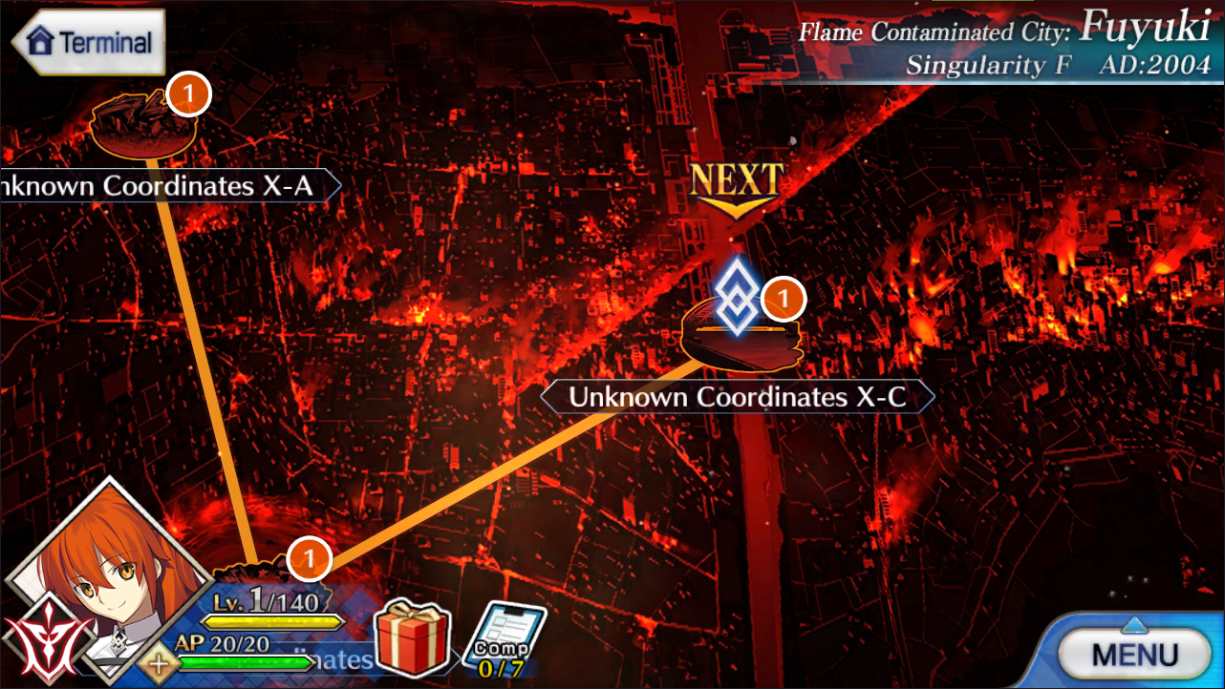 Terminal
Flame Contaminated City: Fuyuki
Singularity F AD:2004
1
nknown Coordinates X-A
NEXT
1
Unknown Coordinates X-C
1
Lv. 1/140
AP 20/20
inates
Comp
0/7
MENU